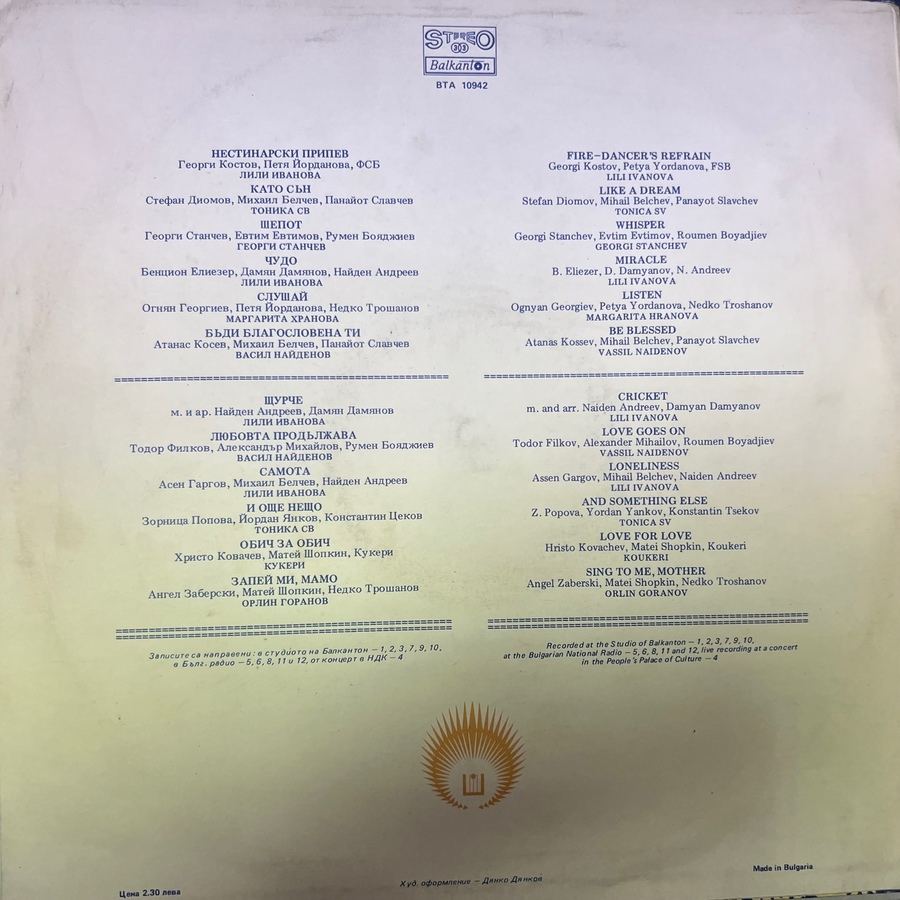 STEREO
303
Balkanton
BTA 10942
НЕСТИНАРСКИ ПРИПЕВ
Георги Костов, Петя Йорданова, ФСБ
ЛИЛИ ИВАНОВА
КАТО СЪН
Стефан Диомов, Михаил Белчев, Панайот Славчев
ТОНИКА СВ
ШЕПОТ
Георги Станчев, Евтим Евтимов, Румен Бояджиев
ГЕОРГИ СТАНЧЕВ
ЧУДО
Бенцион Елиезер, Дамян Дамянов, Найден Андреев
ЛИЛИ ИВАНОВА
СЛУШАЙ
Огнян Георгиев, Петя Йорданова, Недко Трошанов
МАРГАРИТА ХРАНОВА
БЪДИ БЛАГОСЛОВЕНА ТИ
Атанас Косев, Михаил Белчев, Панайот Славчев
ВАСИЛ НАЙДЕНОВ
ЩУРЧЕ
м. и ар. Найден Андреев, Дамян Дамянов
ЛИЛИ ИВАНОВА
ЛЮБОВТА ПРОДЪЛЖАВА
Тодор Филков, Александър Михайлов, Румен Бояджиев
ВАСИЛ НАЙДЕНОВ
САМОТА
Асен Гаргов, Михаил Белчев, Найден Андреев
ЛИЛИ ИВАНОВА
И ОЩЕ НЕЩО
Зорница Попова, Йордан Янков, Константин Цеков
ТОНИКА СВ
ОБИЧ ЗА ОБИЧ
Христо Ковачев, Матей Шопкин, Кукери
КУКЕРИ
ЗАПЕЙ МИ, МАМО
Ангел Заберски, Матей Шопкин, Недко Трошанов
ОРЛИН ГОРАНОВ
Записите са направени: в студиото на Балкантон – 1, 2, 3, 7, 9, 10,
в Бълг. радио – 5, 6, 8, 11 и 12, от концерт в НДК – 4
FIRE–DANCER'S REFRAIN
Georgi Kostov, Petya Yordanova, FSB
LILI IVANOVA
LIKE A DREAM
Stefan Diomov, Mihail Belchev, Panayot Slavchev
TONICA SV
WHISPER
Georgi Stanchev, Evtim Evtimov, Roumen Boyadjiev
GEORGI STANCHEV
MIRACLE
B. Eliezer, D. Damyanov, N. Andreev
LILI IVANOVA
LISTEN
Ognyan Georgiev, Petya Yordanova, Nedko Troshanov
MARGARITA HRANOVA
BE BLESSED
Atanas Kossev, Mihail Belchev, Panayot Slavchev
VASSIL NAIDENOV
CRICKET
m. and arr. Naiden Andreev, Damyan Damyanov
LILI IVANOVA
LOVE GOES ON
Todor Filkov, Alexander Mihailov, Roumen Boyadjiev
VASSIL NAIDENOV
LONELINESS
Assen Gargov, Mihail Belchev, Naiden Andreev
LILI IVANOVA
AND SOMETHING ELSE
Z. Popova, Yordan Yankov, Konstantin Tsekov
TONICA SV
LOVE FOR LOVE
Hristo Kovachev, Matei Shopkin, Koukeri
KOUKERI
SING TO ME, MOTHER
Angel Zaberski, Matei Shopkin, Nedko Troshanov
ORLIN GORANOV
Recorded at the Studio of Balkanton – 1, 2, 3, 7, 9, 10,
at the Bulgarian National Radio – 5, 6, 8, 11 and 12, live recording at a concert
in the People's Palace of Culture – 4
Цена 2.30 лева
Худ. оформление – Дянко Дянков
Made in Bulgaria